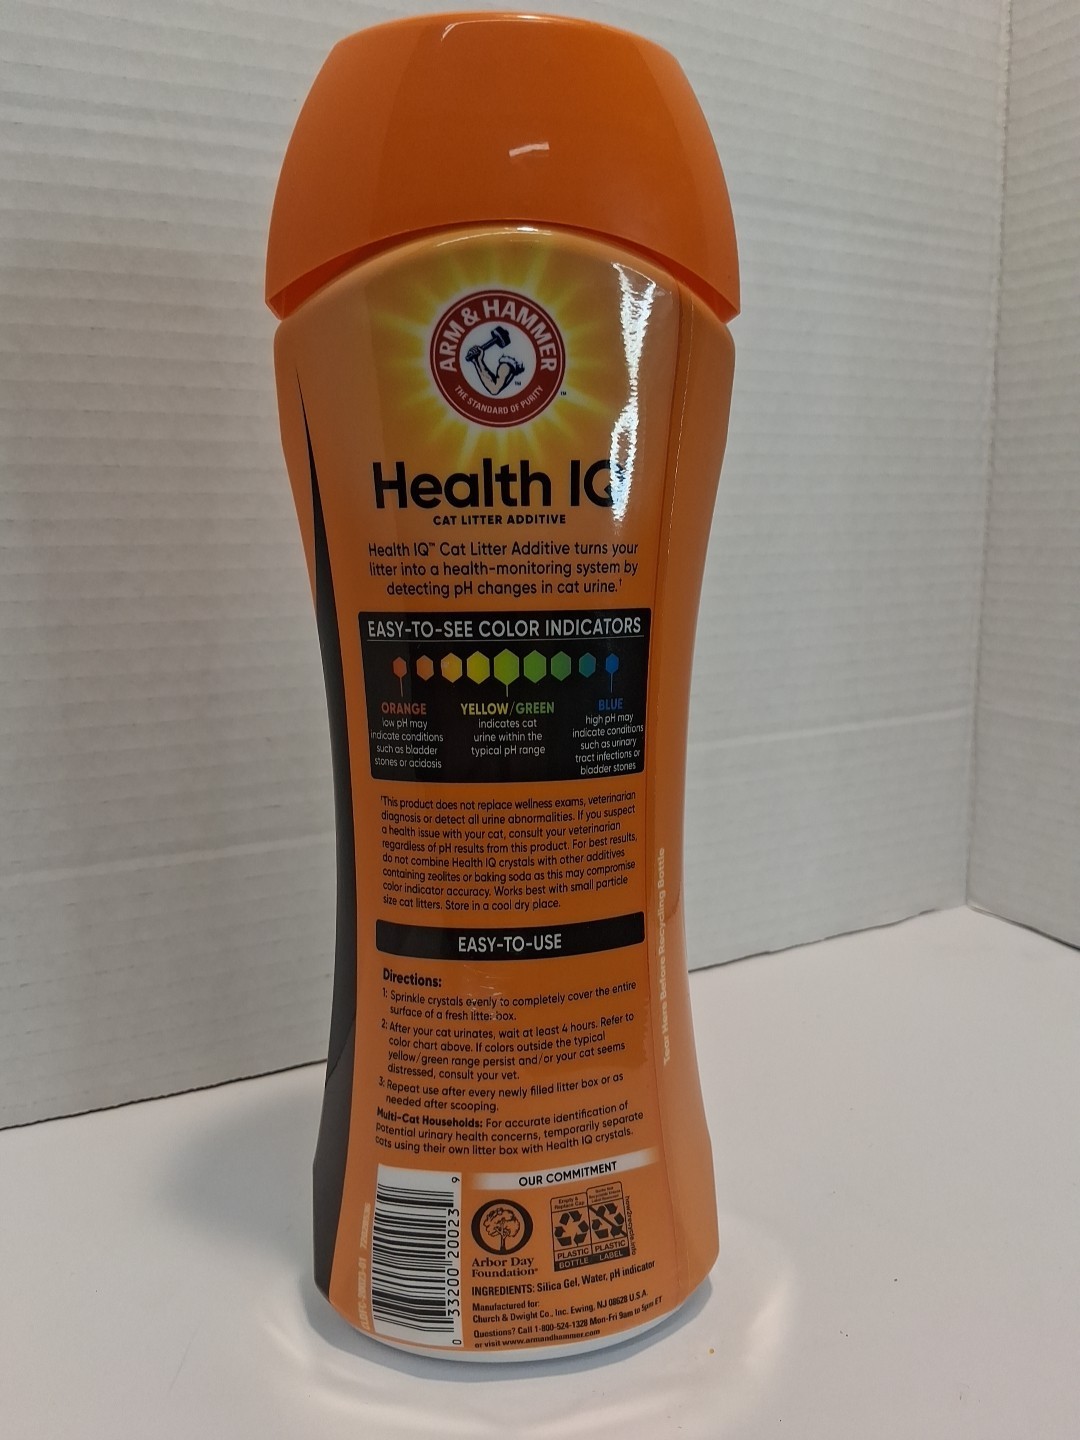 ARM & HAMMER
THE STANDARD OF PURITY
™
™
Health IQ™
CAT LITTER ADDITIVE
Health IQ™ Cat Litter Additive turns your
litter into a health-monitoring system by
detecting pH changes in cat urine.†
EASY-TO-SEE COLOR INDICATORS
ORANGE
low pH may
indicate conditions
such as bladder
stones or acidosis
YELLOW/GREEN
indicates cat
urine within the
typical pH range
BLUE
high pH may
indicate conditions
such as urinary
tract infections or
bladder stones
†This product does not replace wellness exams, veterinarian
diagnosis or detect all urine abnormalities. If you suspect
a health issue with your cat, consult your veterinarian
regardless of pH results from this product. For best results,
do not combine Health IQ crystals with other additives
containing zeolites or baking soda as this may compromise
color indicator accuracy. Works best with small particle
size cat litters. Store in a cool dry place.
EASY-TO-USE
Directions:
1: Sprinkle crystals evenly to completely cover the entire
surface of a fresh litter box.
2: After your cat urinates, wait at least 4 hours. Refer to
color chart above. If colors outside the typical
yellow/green range persist and/or your cat seems
distressed, consult your vet.
3: Repeat use after every newly filled litter box or as
needed after scooping.
Multi-Cat Households: For accurate identification of
potential urinary health concerns, temporarily separate
cats using their own litter box with Health IQ crystals.
OUR COMMITMENT
Arbor Day
Foundation®
Empty &
Replace Cap
PLASTIC
BOTTLE
PLASTIC
LABEL
how2recycle.info
INGREDIENTS: Silica Gel, Water, pH indicator
Manufactured for:
Church & Dwight Co., Inc. Ewing, NJ 08628 U.S.A.
Questions? Call 1-800-524-1328 Mon-Fri 9am to 5pm ET
or visit www.armandhammer.com
0 33200 20023 9
Tear Here Before Recycling Bottle